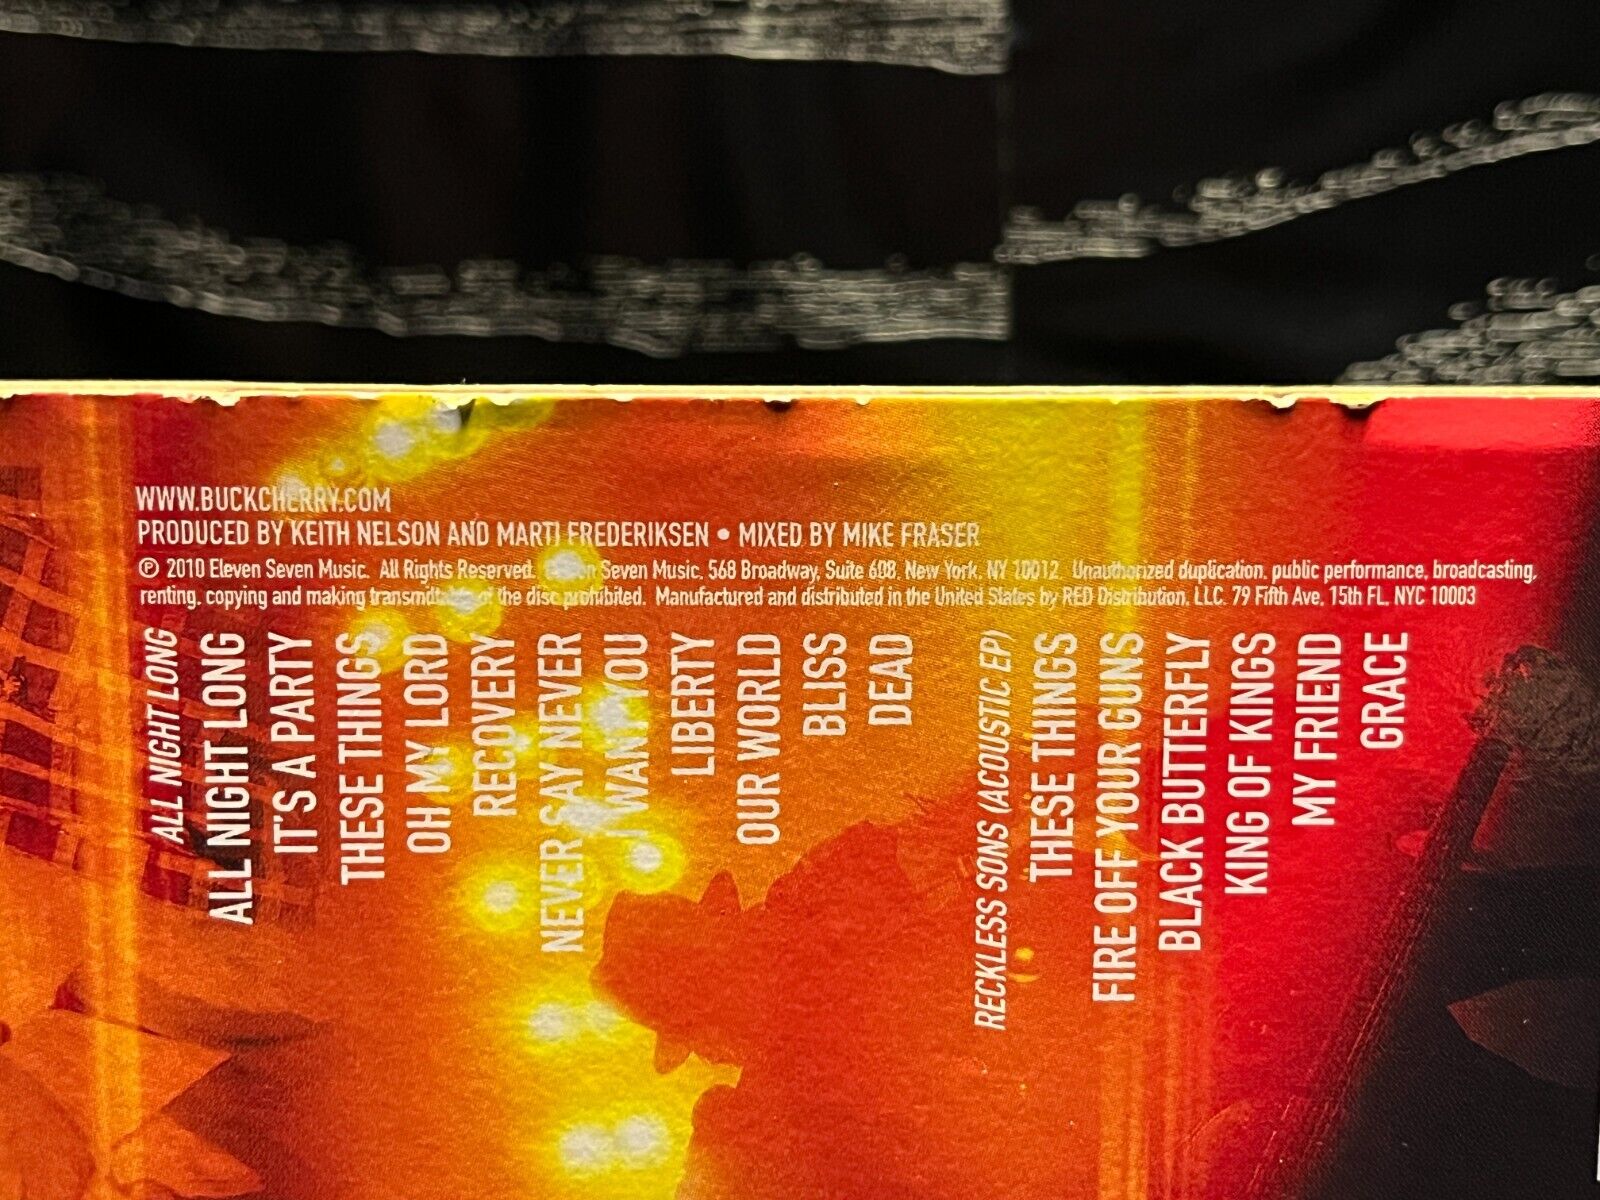 WWW.BUCKCHERRY.COM
PRODUCED BY KEITH NELSON AND MARTI FREDERIKSEN • MIXED BY MIKE FRASER
℗ 2010 Eleven Seven Music. All Rights Reserved. Seven Music, 568 Broadway, Suite 608, New York, NY 10012. Unauthorized duplication, public performance, broadcasting,
renting, copying and making of the disc prohibited. Manufactured and distributed in the United States by RED Distribution, LLC. 79 Fifth Ave, 15th FL. NYC 10003
ALL NIGHT LONG
ALL NIGHT LONG
IT'S A PARTY
THESE THINGS
OH MY LORD
RECOVERY
NEVER SAY NEVER
I WANT YOU
LIBERTY
OUR WORLD
BLISS
DEAD
RECKLESS SONS (ACOUSTIC EP)
THESE THINGS
FIRE OFF YOUR GUNS
BLACK BUTTERFLY
KING OF KINGS
MY FRIEND
GRACE